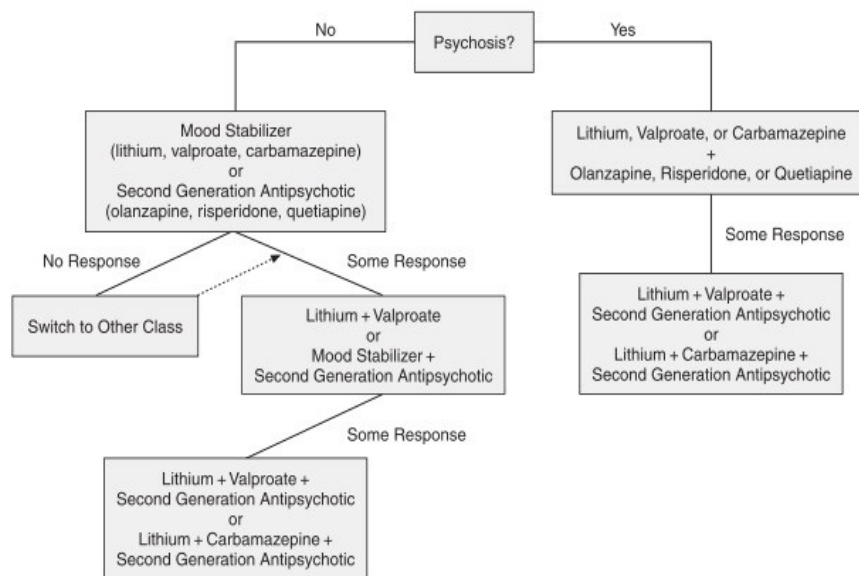 Psychosis?
No
Yes
Mood Stabilizer
(lithium, valproate, carbamazepine)
or
Second Generation Antipsychotic
(olanzapine, risperidone, quetiapine)
Lithium, Valproate, or Carbamazepine
+
Olanzapine, Risperidone, or Quetiapine
No Response
Some Response
Some Response
Switch to Other Class
Lithium + Valproate
or
Mood Stabilizer +
Second Generation Antipsychotic
Lithium + Valproate +
Second Generation Antipsychotic
or
Lithium + Carbamazepine +
Second Generation Antipsychotic
Some Response
Lithium + Valproate +
Second Generation Antipsychotic
or
Lithium + Carbamazepine +
Second Generation Antipsychotic